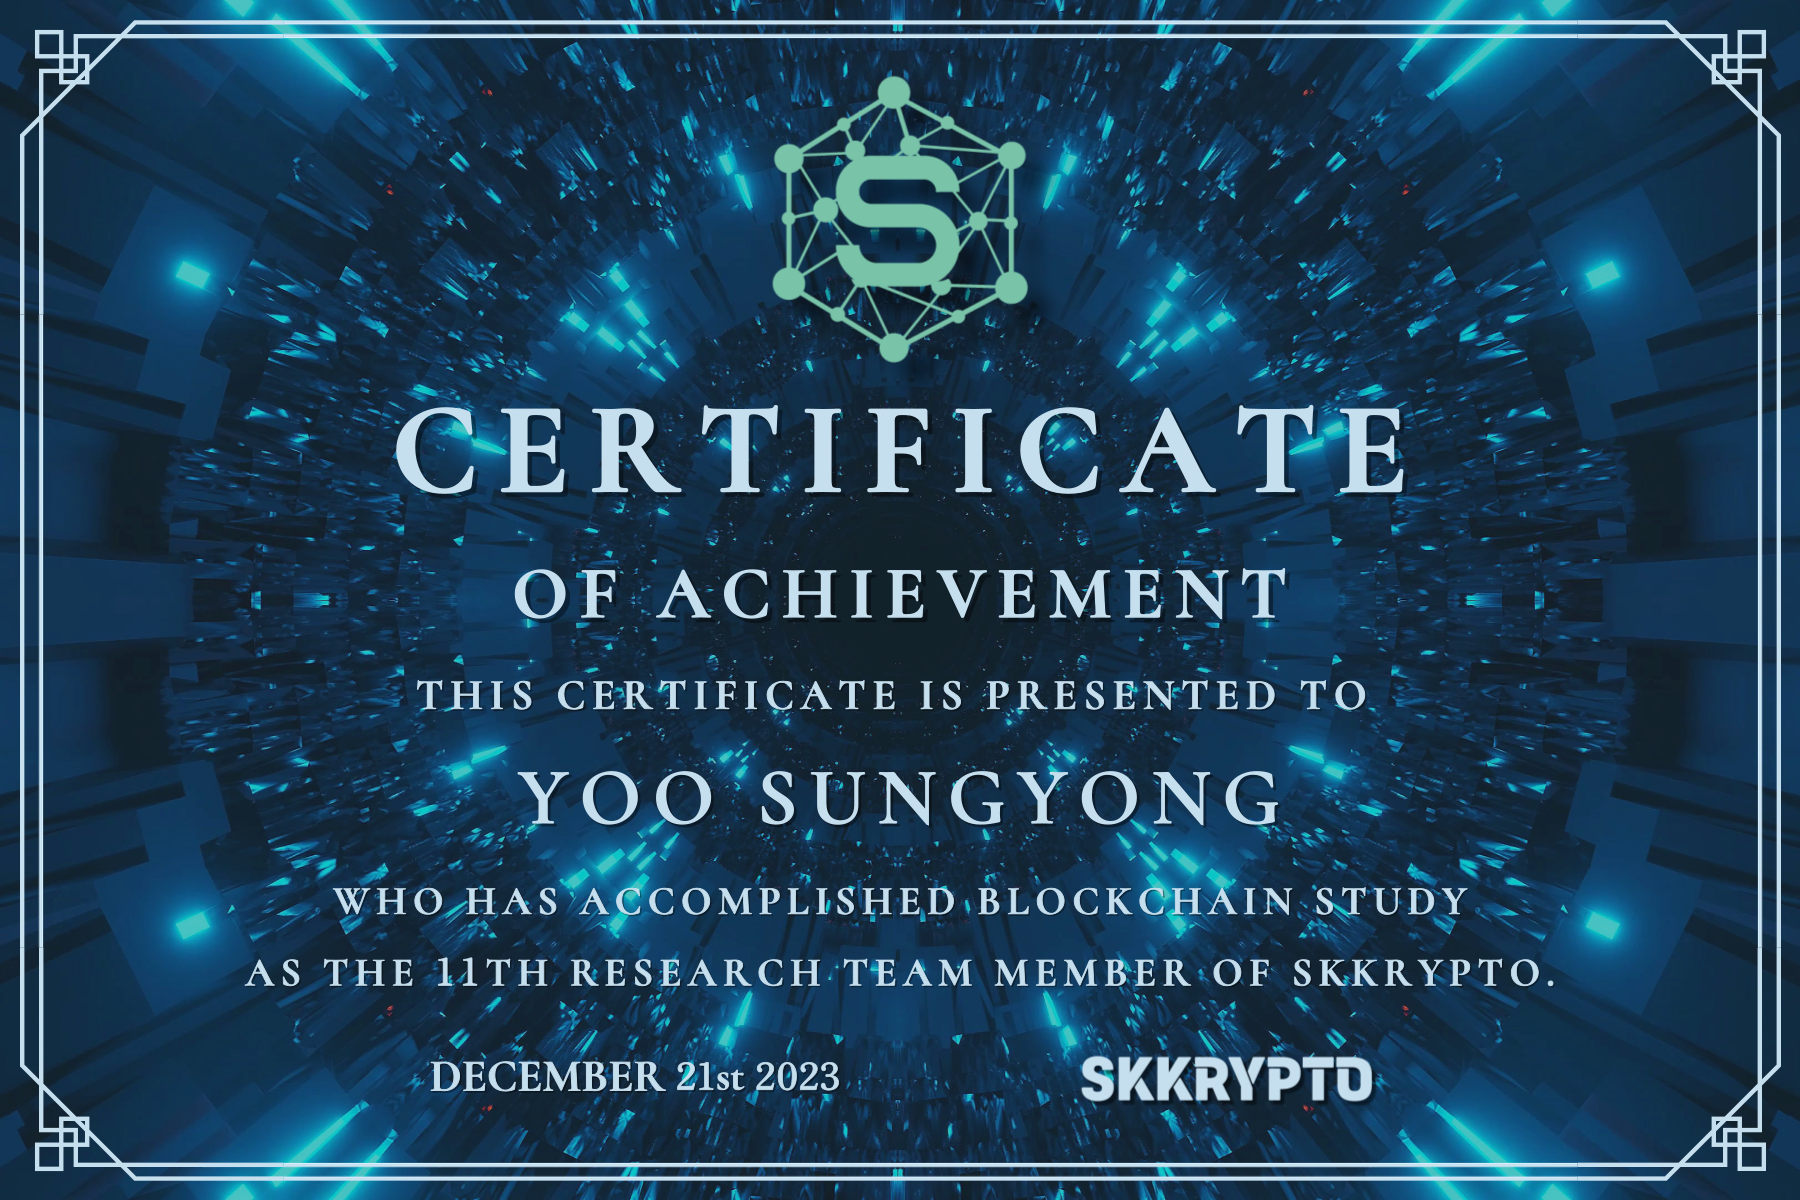 S
CERTIFICATE
OF ACHIEVEMENT
THIS CERTIFICATE IS PRESENTED TO
YOO SUNGYONG
WHO HAS ACCOMPLISHED BLOCKCHAIN STUDY
AS THE 11TH RESEARCH TEAM MEMBER OF SKKRYPTO.
DECEMBER 21st 2023
SKKRYPTO